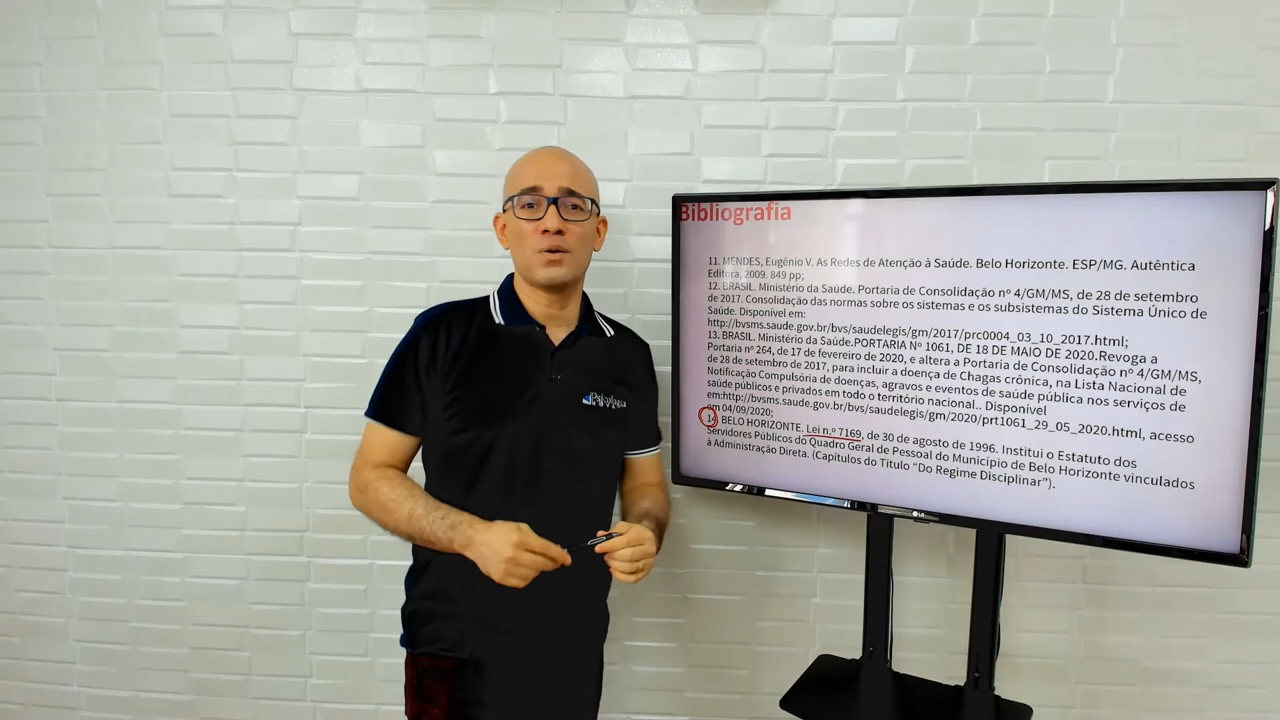 Bibliografia
11. MENDES, Eugênio V. As Redes de Atenção à Saúde. Belo Horizonte. ESP/MG. Autêntica
Editora, 2009. 849 pp;
12. BRASIL. Ministério da Saúde. Portaria de Consolidação nº 4/GM/MS, de 28 de setembro
de 2017. Consolidação das normas sobre os sistemas e os subsistemas do Sistema Único de
Saúde. Disponível em:
http://bvsms.saude.gov.br/bvs/saudelegis/gm/2017/prc0004_03_10_2017.html;
13. BRASIL. Ministério da Saúde.PORTARIA Nº 1061, DE 18 DE MAIO DE 2020.Revoga a
Portaria nº 264, de 17 de fevereiro de 2020, e altera a Portaria de Consolidação nº 4/GM/MS,
de 28 de setembro de 2017, para incluir a doença de Chagas crônica, na Lista Nacional de
Notificação Compulsória de doenças, agravos e eventos de saúde pública nos serviços de
saúde públicos e privados em todo o território nacional.. Disponível
em:http://bvsms.saude.gov.br/bvs/saudelegis/gm/2020/prt1061_29_05_2020.html, acesso
em 04/09/2020;
14. BELO HORIZONTE. Lei n.º 7169, de 30 de agosto de 1996. Institui o Estatuto dos
Servidores Públicos do Quadro Geral de Pessoal do Município de Belo Horizonte vinculados
à Administração Direta. (Capítulos do Título “Do Regime Disciplinar”).
Psicologia
LG